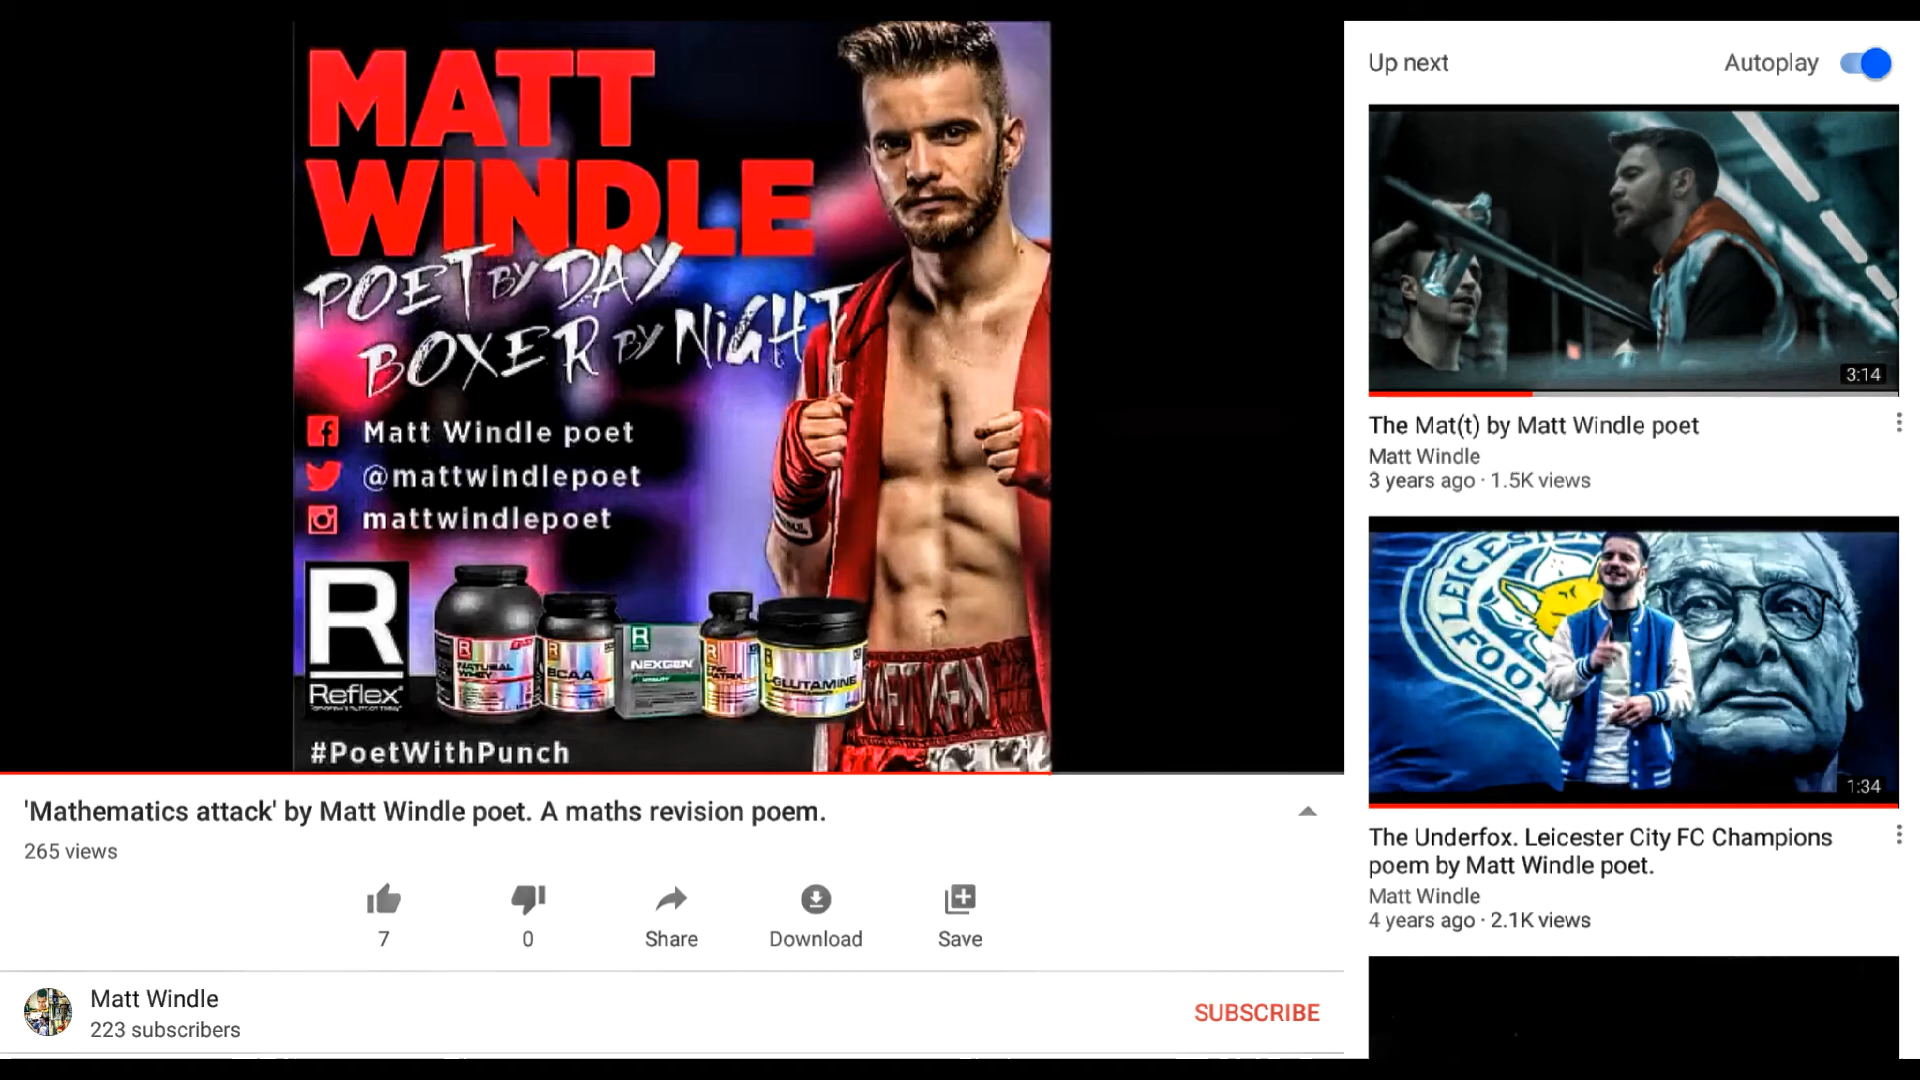 MATT
WINDLE
POET BY DAY
BOXER BY NiGHT
Matt Windle poet
@mattwindlepoet
mattwindlepoet
R
Reflex
R
NATURAL
WHEY
R
BCAA
R
NEXGEN
R
R
L-GLUTAMINE
#PoetWithPunch
'Mathematics attack' by Matt Windle poet. A maths revision poem.
265 views
7
0
Share
Download
Save
Matt Windle
223 subscribers
SUBSCRIBE
Up next
Autoplay
3:14
The Mat(t) by Matt Windle poet
Matt Windle
3 years ago · 1.5K views
1:34
The Underfox. Leicester City FC Champions
poem by Matt Windle poet.
Matt Windle
4 years ago · 2.1K views